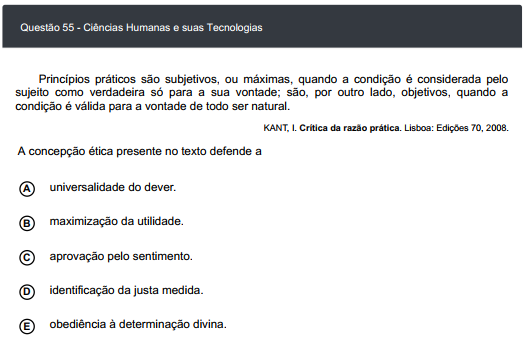 Questão 55 - Ciências Humanas e suas Tecnologias
Princípios práticos são subjetivos, ou máximas, quando a condição é considerada pelo
sujeito como verdadeira só para a sua vontade; são, por outro lado, objetivos, quando a
condição é válida para a vontade de todo ser natural.
KANT, I. Crítica da razão prática. Lisboa: Edições 70, 2008.
A concepção ética presente no texto defende a
A universalidade do dever.
B maximização da utilidade.
C aprovação pelo sentimento.
D identificação da justa medida.
E obediência à determinação divina.